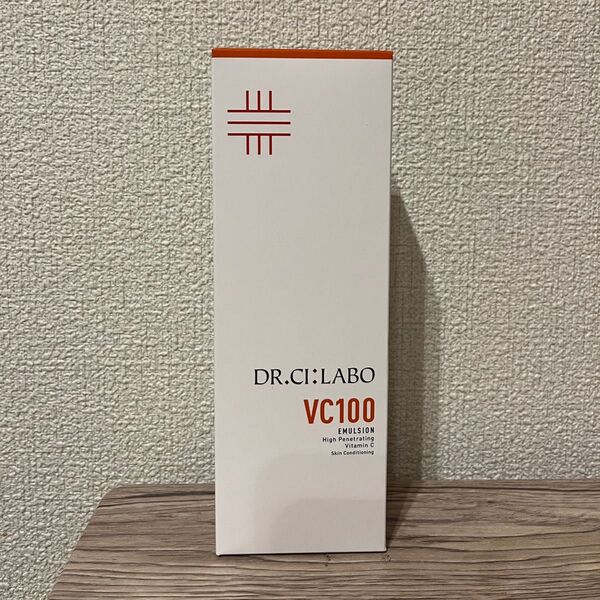 DR.CI:LABO
VC100
EMULSION
High Penetrating
Vitamin C
Skin Conditioning